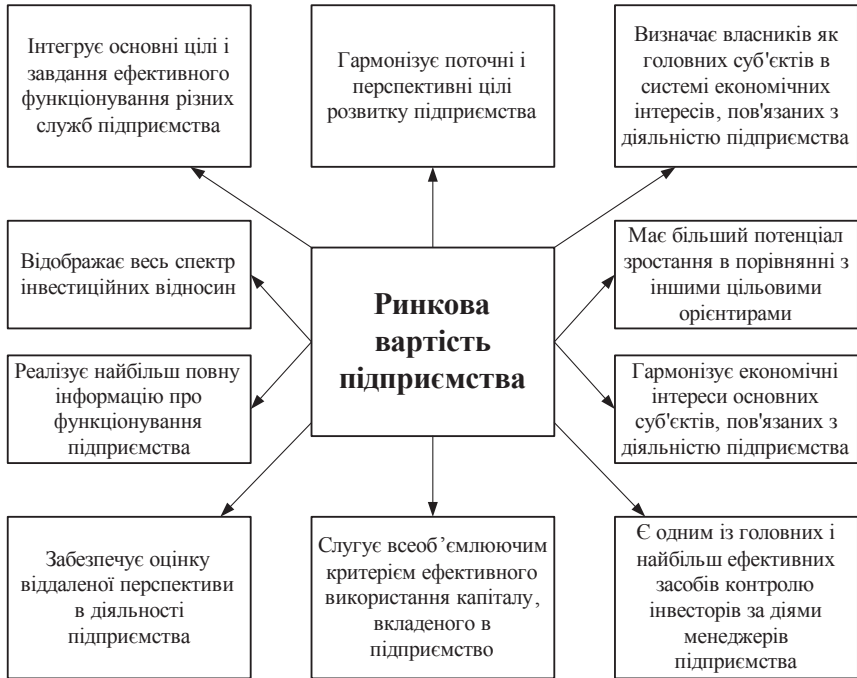 Інтегрує основні цілі і
завдання ефективного
функціонування різних
служб підприємства
Гармонізує поточні і
перспективні цілі
розвитку підприємства
Визначає власників як
головних суб'єктів в
системі економічних
інтересів, пов'язаних з
діяльністю підприємства
Відображає весь спектр
інвестиційних відносин
Ринкова
вартість
підприємства
Має більший потенціал
зростання в порівнянні з
іншими цільовими
орієнтирами
Реалізує найбільш повну
інформацію про
функціонування
підприємства
Гармонізує економічні
інтереси основних
суб'єктів, пов'язаних з
діяльністю підприємства
Забезпечує оцінку
віддаленої перспективи
в діяльності
підприємства
Слугує всеоб’ємлюючим
критерієм ефективного
використання капіталу,
вкладеного в
підприємство
Є одним із головних і
найбільш ефективних
засобів контролю
інвесторів за діями
менеджерів
підприємства